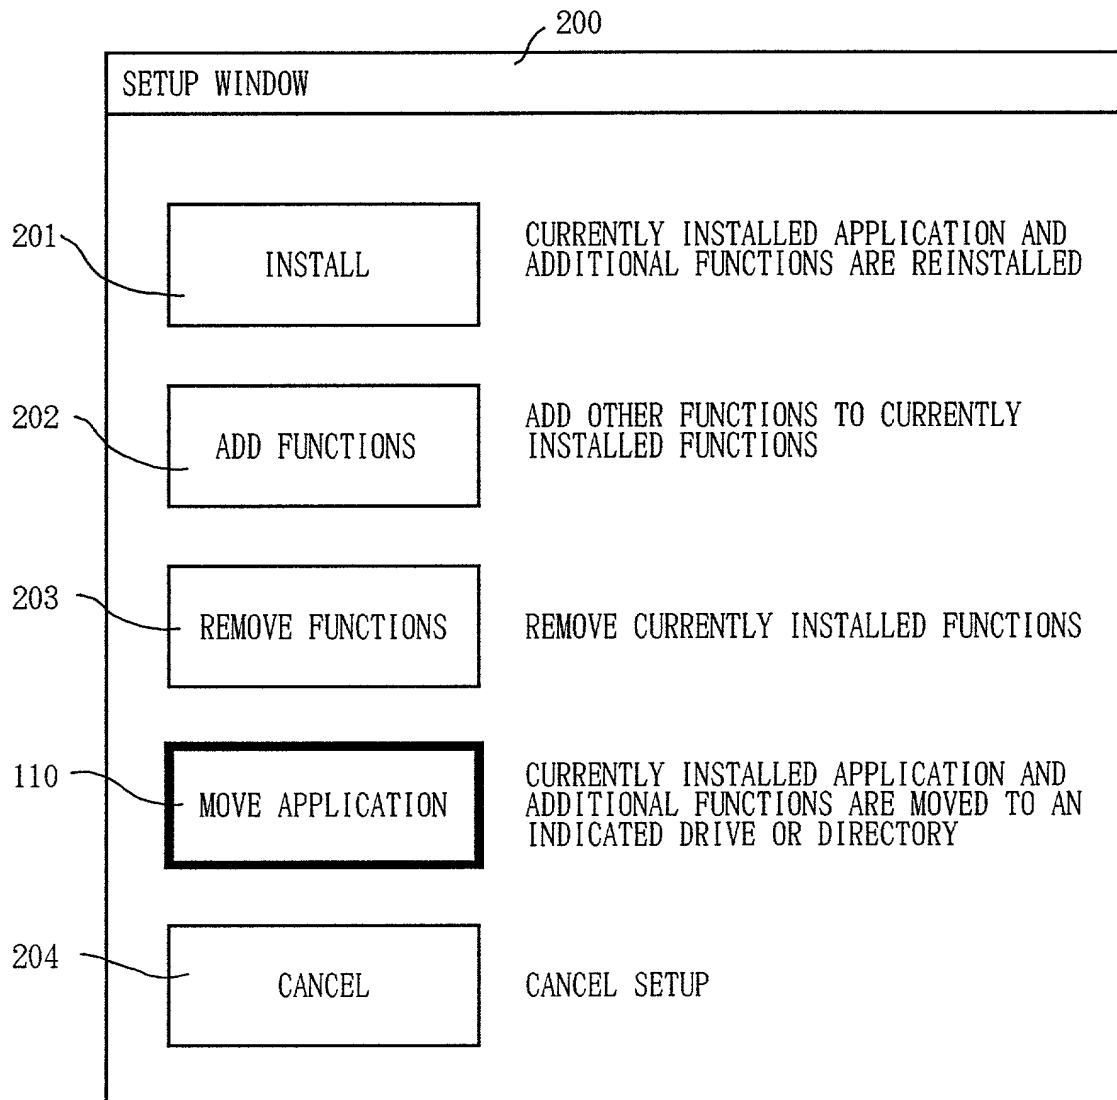 200
SETUP WINDOW
201
INSTALL
CURRENTLY INSTALLED APPLICATION AND
ADDITIONAL FUNCTIONS ARE REINSTALLED
202
ADD FUNCTIONS
ADD OTHER FUNCTIONS TO CURRENTLY
INSTALLED FUNCTIONS
203
REMOVE FUNCTIONS
REMOVE CURRENTLY INSTALLED FUNCTIONS
110
MOVE APPLICATION
CURRENTLY INSTALLED APPLICATION AND
ADDITIONAL FUNCTIONS ARE MOVED TO AN
INDICATED DRIVE OR DIRECTORY
204
CANCEL
CANCEL SETUP